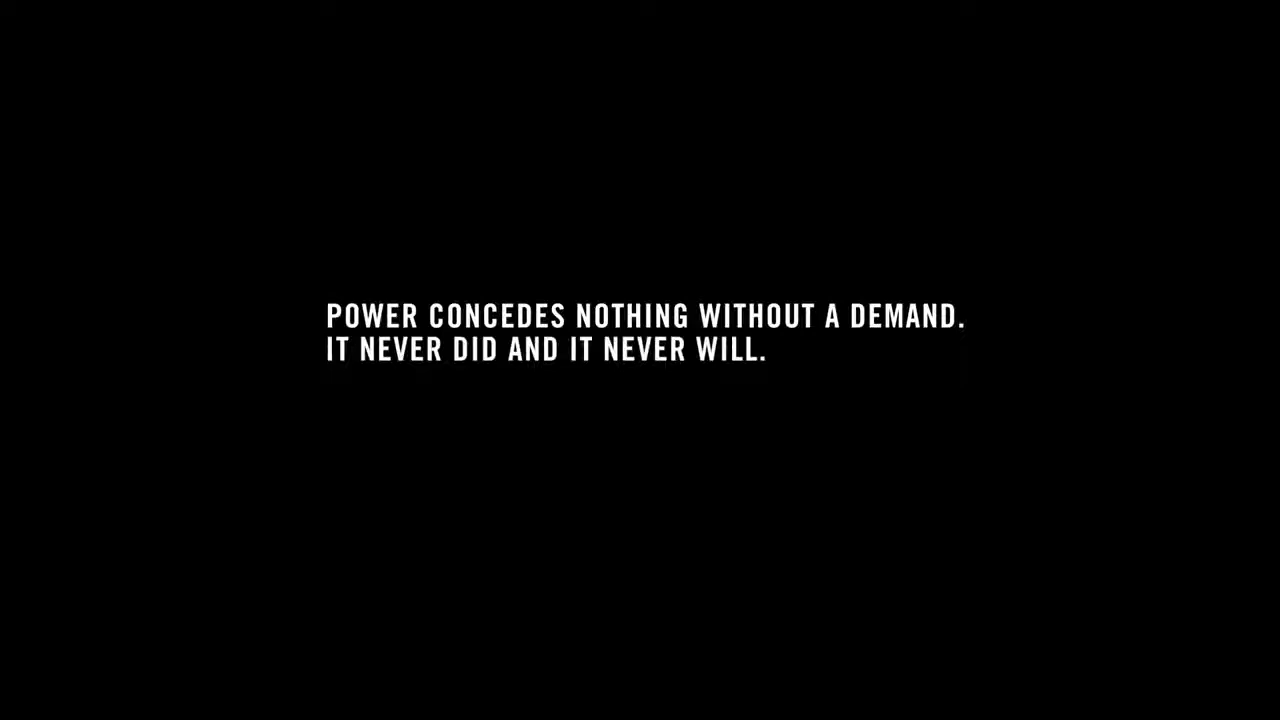 POWER CONCEDES NOTHING WITHOUT A DEMAND.
IT NEVER DID AND IT NEVER WILL.